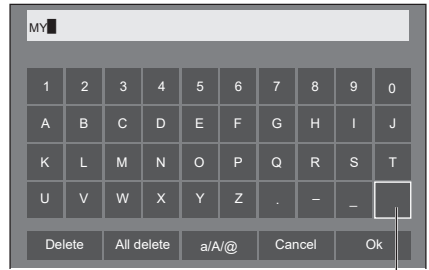 MY
1 2 3 4 5 6 7 8 9 0
A B C D E F G H I J
K L M N O P Q R S T
U V W X Y Z . – _
Delete All delete a/A/@ Cancel Ok